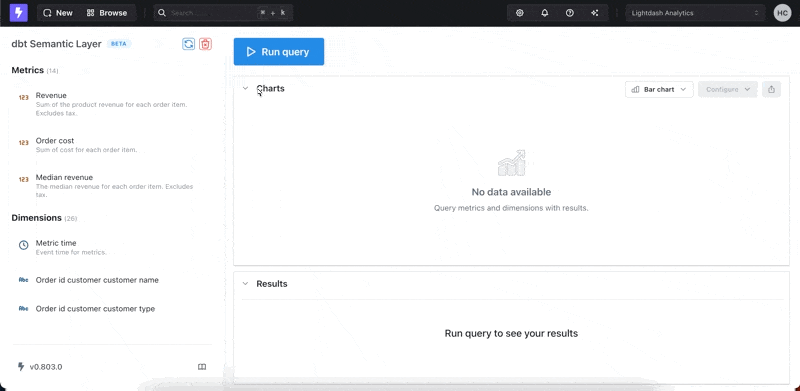 New
Browse
Search ......
⌘ + k
Lightdash Analytics
HC
dbt Semantic Layer BETA
Run query
Metrics (14)
Charts
Bar chart
Configure
123 Revenue
Sum of the product revenue for each order item.
Excludes tax.
123 Order cost
Sum of cost for each order item.
No data available
123 Median revenue
The median revenue for each order item. Excludes
tax.
Query metrics and dimensions with results.
Dimensions (26)
Metric time
Event time for metrics.
Abc Order id customer customer name
Results
Abc Order id customer customer type
Run query to see your results
v0.803.0